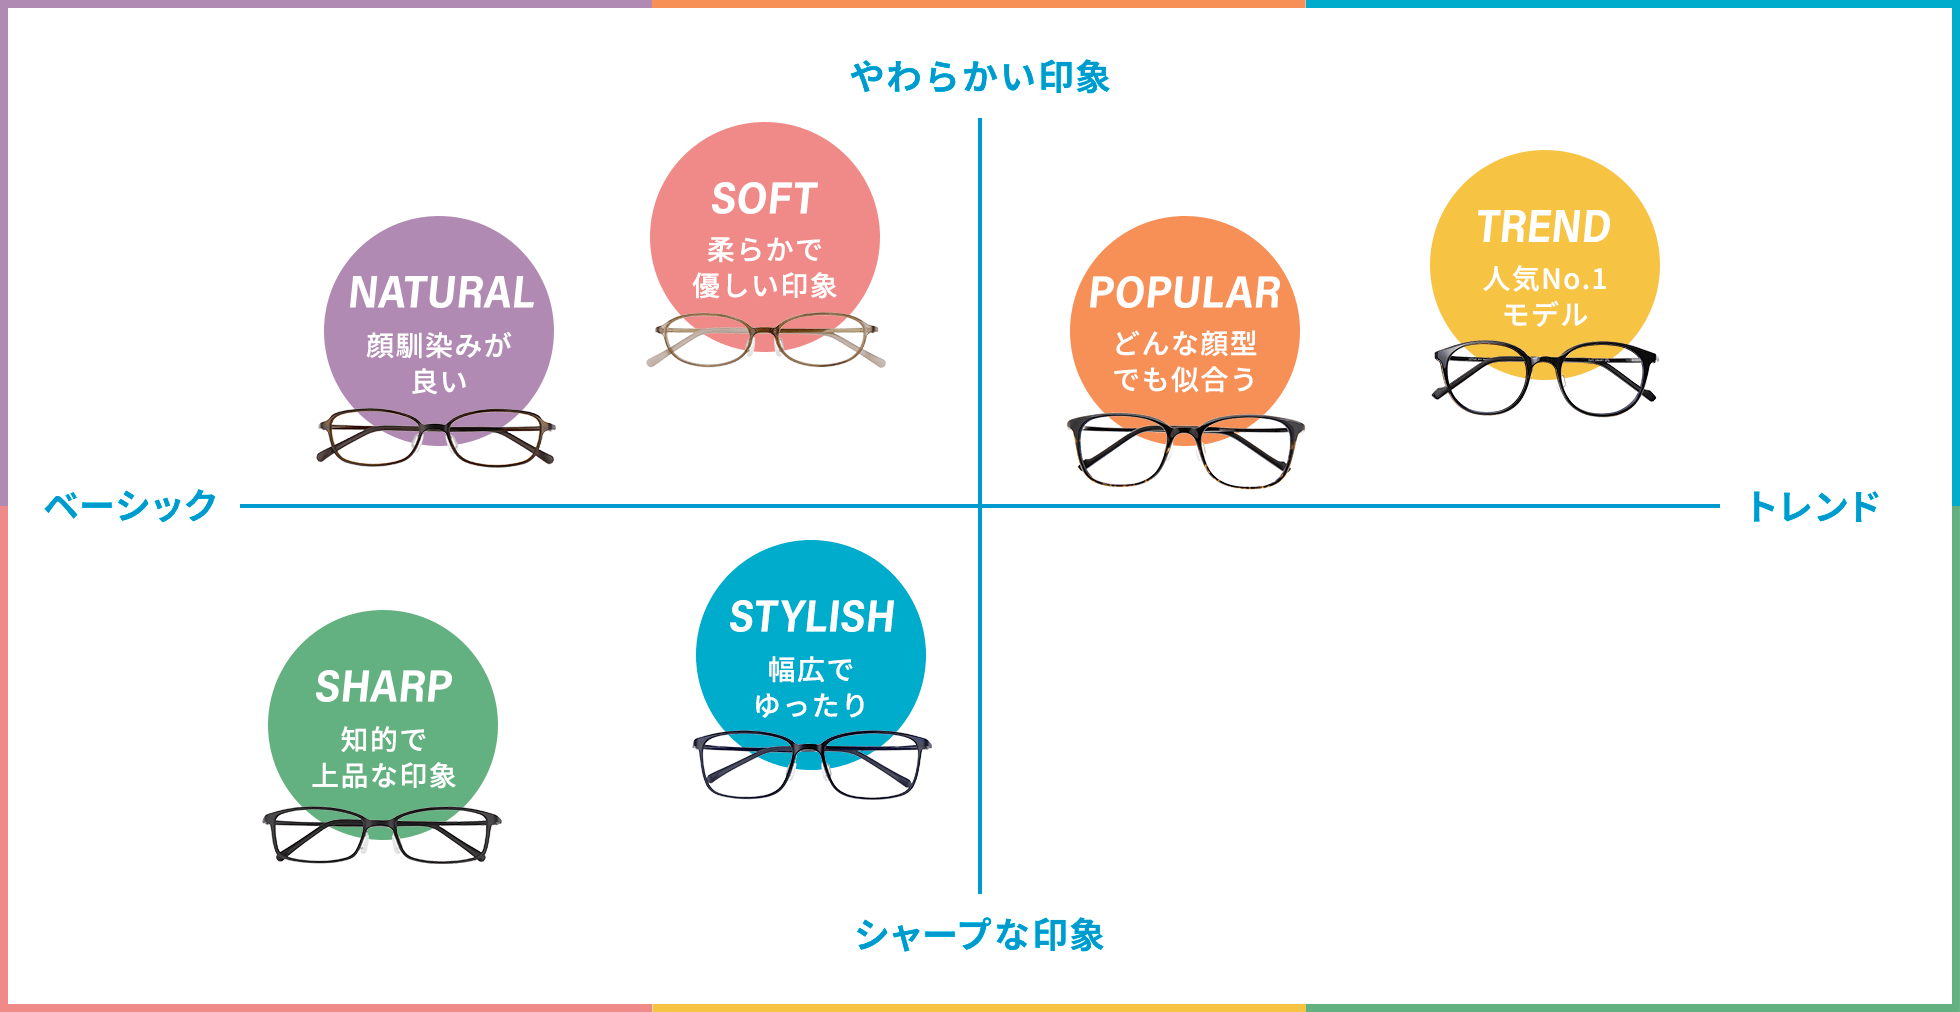 やわらかい印象
SOFT
柔らかで
優しい印象
TREND
人気No.1
モデル
NATURAL
顔馴染みが
良い
POPULAR
どんな顔型
でも似合う
ベーシック
トレンド
STYLISH
幅広で
ゆったり
SHARP
知的で
上品な印象
シャープな印象